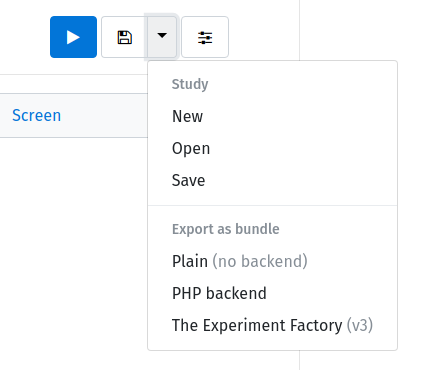 Screen
Study
New
Open
Save
Export as bundle
Plain (no backend)
PHP backend
The Experiment Factory (v3)